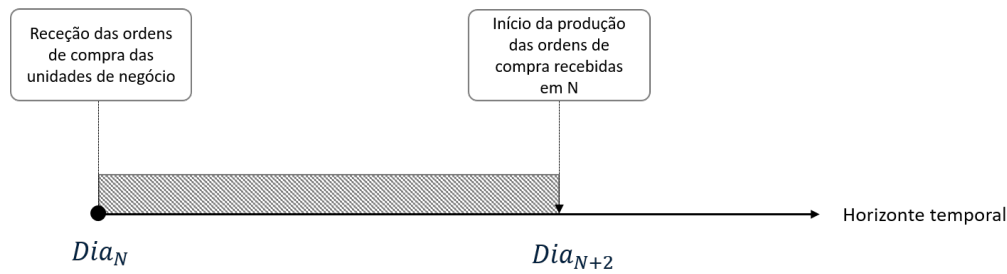 Receção das ordens
de compra das
unidades de negócio
Início da produção
das ordens de
compra recebidas
em N
Horizonte temporal
Dia_N
Dia_{N+2}